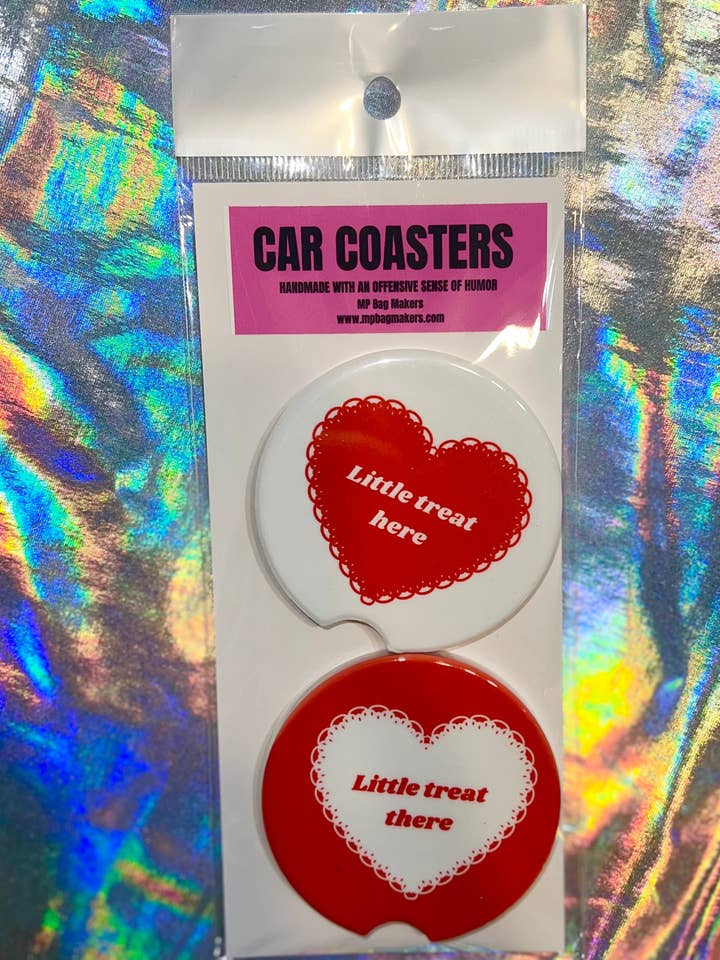 CAR COASTERS
HANDMADE WITH AN OFFENSIVE SENSE OF HUMOR
MP Bag Makers
www.mpbagmakers.com
Little treat
here
Little treat
there